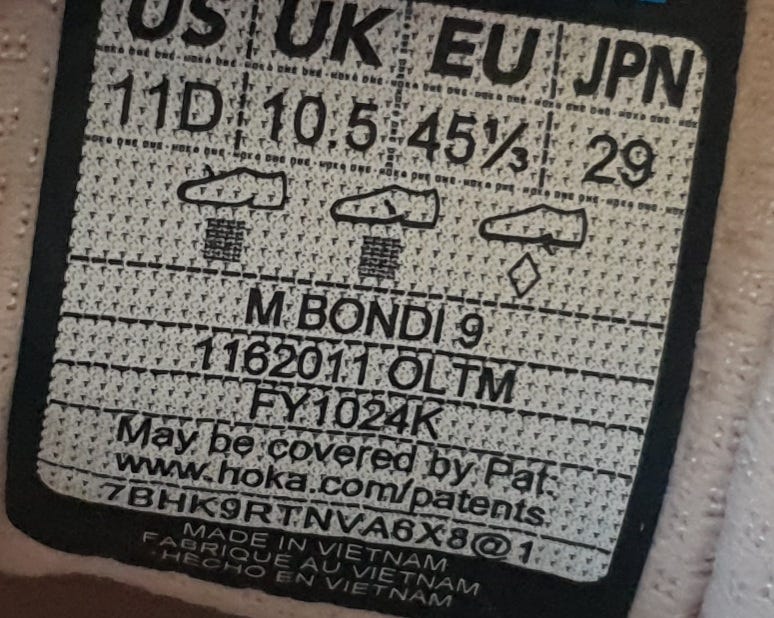 US UK EU JPN
11D 10.5 45⅓ 29
M BONDI 9
1162011 OLTM
FY1024K
May be covered by Pat.
www.hoka.com/patents
7BHK9RTNVA6X8@1
MADE IN VIETNAM
FABRIQUÉ AU VIETNAM
HECHO EN VIETNAM